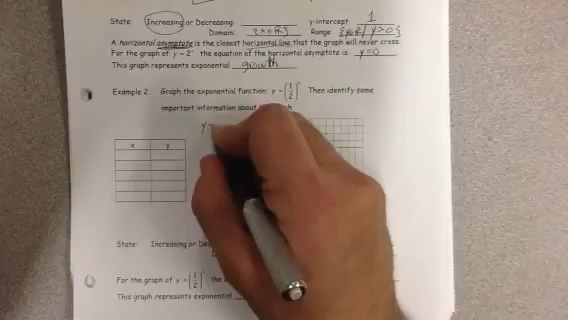 State: Increasing or Decreasing: y-intercept 1
Domain: {x∈R} Range {y∈R / y>0}
A horizontal asymptote is the closest horizontal line that the graph will never cross.
For the graph of y = 2ˣ the equation of the horizontal asymptote is y=0
This graph represents exponential growth
Example 2. Graph the exponential function: y = (1/2)ˣ Then identify some
important information about
y=
x y
State: Increasing or
For the graph of y = (1/2)ˣ the
This graph represents exponential